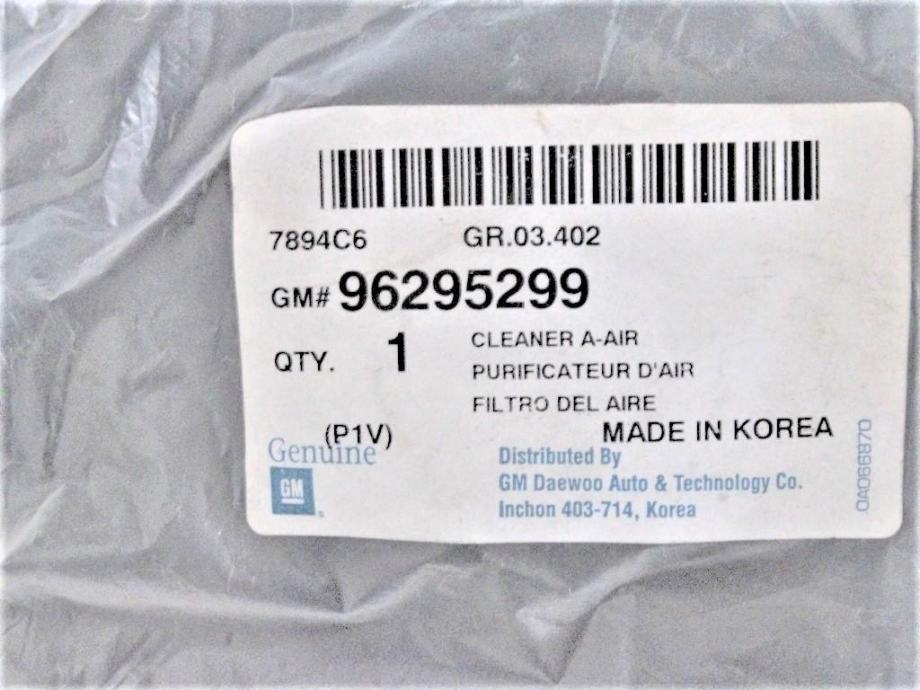 7894C6 GR.03.402
GM# 96295299
QTY. 1 CLEANER A-AIR
PURIFICATEUR D'AIR
FILTRO DEL AIRE
(P1V) MADE IN KOREA
Genuine
GM
Distributed By
GM Daewoo Auto & Technology Co.
Inchon 403-714, Korea
0A066870